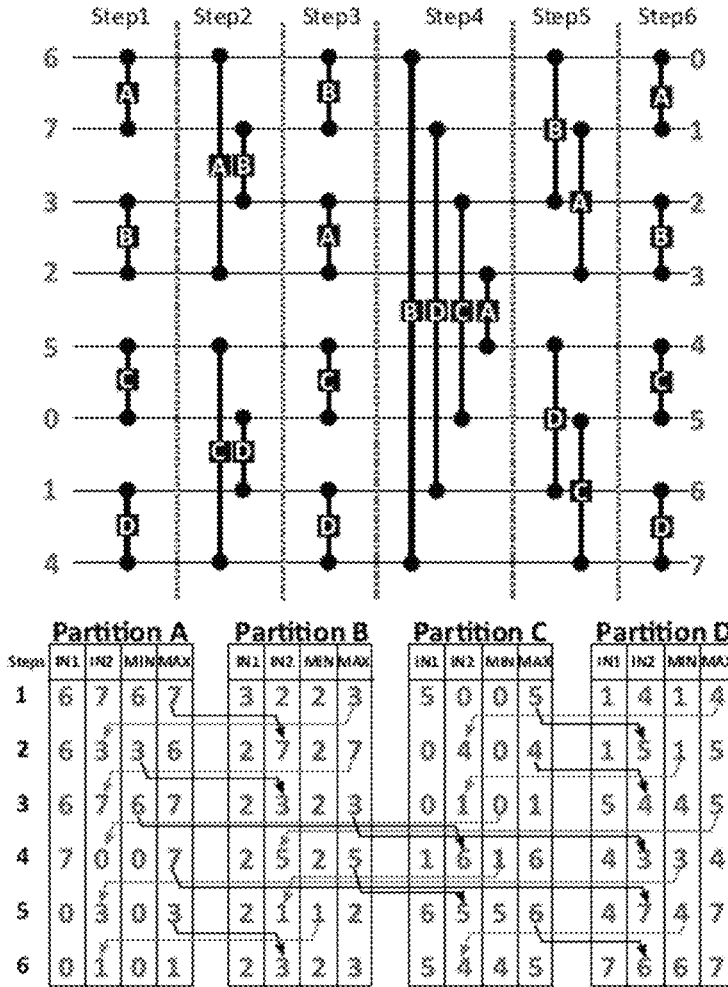 Step1 Step2 Step3 Step4 Step5 Step6
6 0
A B A
7 1
A B B A
3 2
B A B
2 3
B D C A
5 4
C C D C
0 5
C D C
1 6
D D D
4 7
Partition A Partition B Partition C Partition D
Steps IN1 IN2 MIN MAX IN1 IN2 MIN MAX IN1 IN2 MIN MAX IN1 IN2 MIN MAX
1 6 7 6 7 3 2 2 3 5 0 0 5 1 4 1 4
2 6 3 3 6 2 7 2 7 0 4 0 4 1 5 1 5
3 6 7 6 7 2 3 2 3 0 1 0 1 5 4 4 5
4 7 0 0 7 2 5 2 5 1 6 1 6 4 3 3 4
5 0 3 0 3 2 1 1 2 6 5 5 6 4 7 4 7
6 0 1 0 1 2 3 2 3 5 4 4 5 7 6 6 7